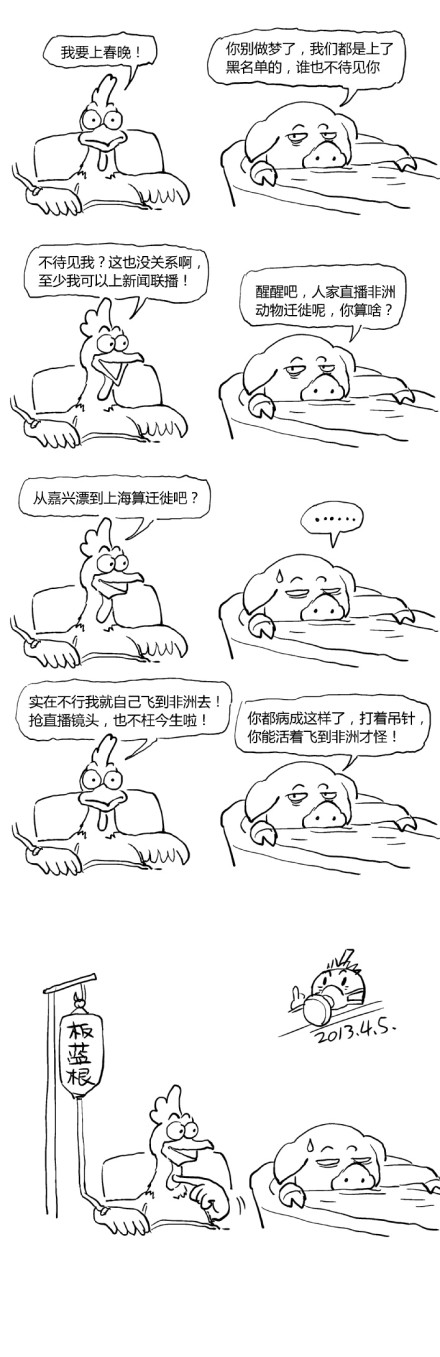 我要上春晚！
你别做梦了，我们都是上了
黑名单的，谁也不待见你
不待见我？这也没关系啊，
至少我可以上新闻联播！
醒醒吧，人家直播非洲
动物迁徙呢，你算啥？
从嘉兴漂到上海算迁徙吧？
······
实在不行我就自己飞到非洲去！
抢直播镜头，也不枉今生啦！
你都病成这样了，打着吊针，
你能活着飞到非洲才怪！
板蓝根
2013.4.5.